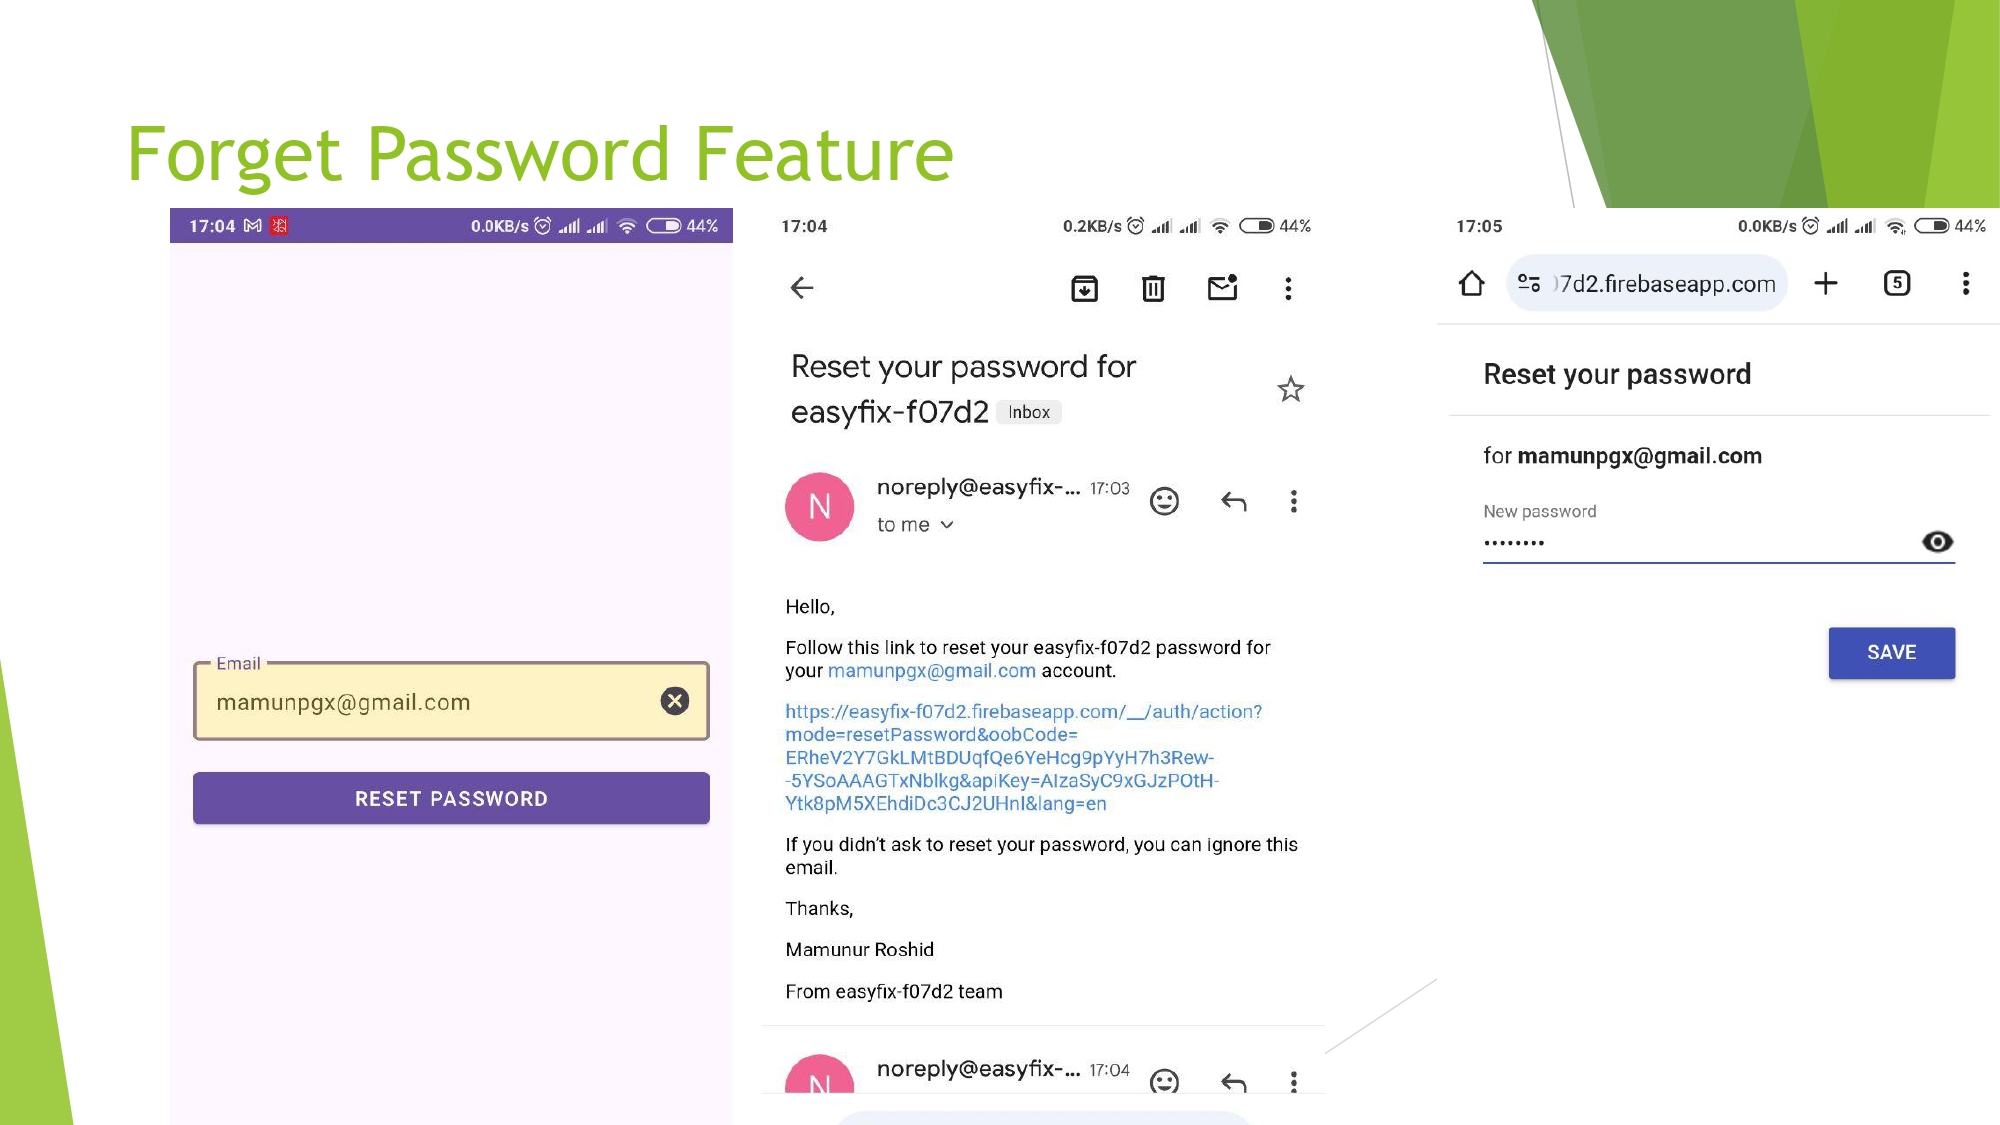 Forget Password Feature
17:04
0.0KB/s
44%
Email
mamunpgx@gmail.com
RESET PASSWORD
17:04
0.2KB/s
44%
Reset your password for
easyfix-f07d2 Inbox
N
noreply@easyfix-... 17:03
to me
Hello,
Follow this link to reset your easyfix-f07d2 password for
your mamunpgx@gmail.com account.
https://easyfix-f07d2.firebaseapp.com/__/auth/action?
mode=resetPassword&oobCode=
ERheV2Y7GkLMtBDUqfQe6YeHcg9pYyH7h3Rew-
-5YSoAAAGTxNblkg&apiKey=AIzaSyC9xGJzPOtH-
Ytk8pM5XEhdiDc3CJ2UHnI&lang=en
If you didn't ask to reset your password, you can ignore this
email.
Thanks,
Mamunur Roshid
From easyfix-f07d2 team
N
noreply@easyfix-... 17:04
17:05
0.0KB/s
44%
7d2.firebaseapp.com
5
Reset your password
for mamunpgx@gmail.com
New password
••••••••
SAVE